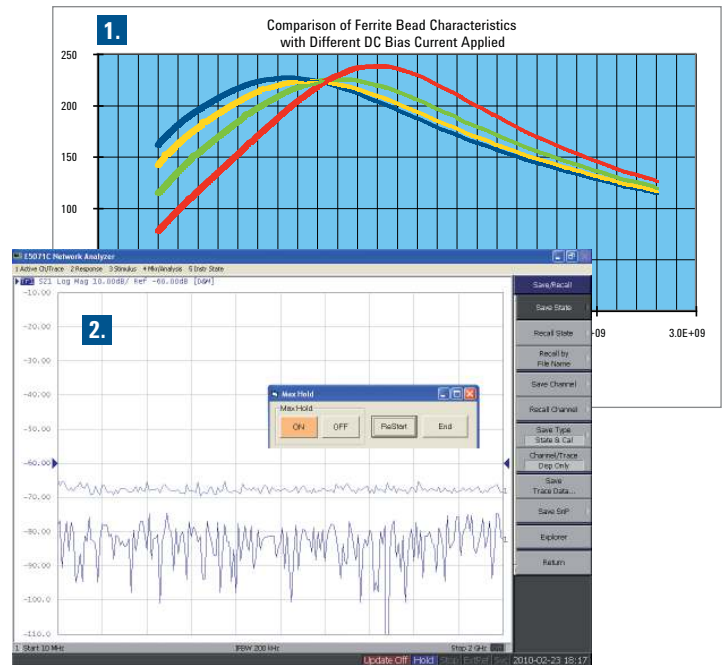 1.
Comparison of Ferrite Bead Characteristics
with Different DC Bias Current Applied
250
200
150
100
+09
3.0E+09
E5071C Network Analyzer
1 Active Ch/Trace 2 Response 3 Stimulus 4 Mkr/Analysis 5 Instr State
Tr1 S21 Log Mag 10.00dB/ Ref -60.00dB [D&M]
-10.00
-20.00
-30.00
-40.00
-50.00
-60.00
-70.00
-80.00
-90.00
-100.0
-110.0
2.
Max Hold
Max Hold
ON OFF ReStart End
1
1
1 Start 10 MHz IFBW 200 kHz Stop 2 GHz
Update Off Hold Stop ExtRef Svc 2010-02-23 18:17
Save/Recall
Save State
Recall State
Recall by
File Name
Save Channel
Recall Channel
Save Type
State & Cal
Channel/Trace
Disp Only
Save
Trace Data...
Save SnP
Explorer
Return